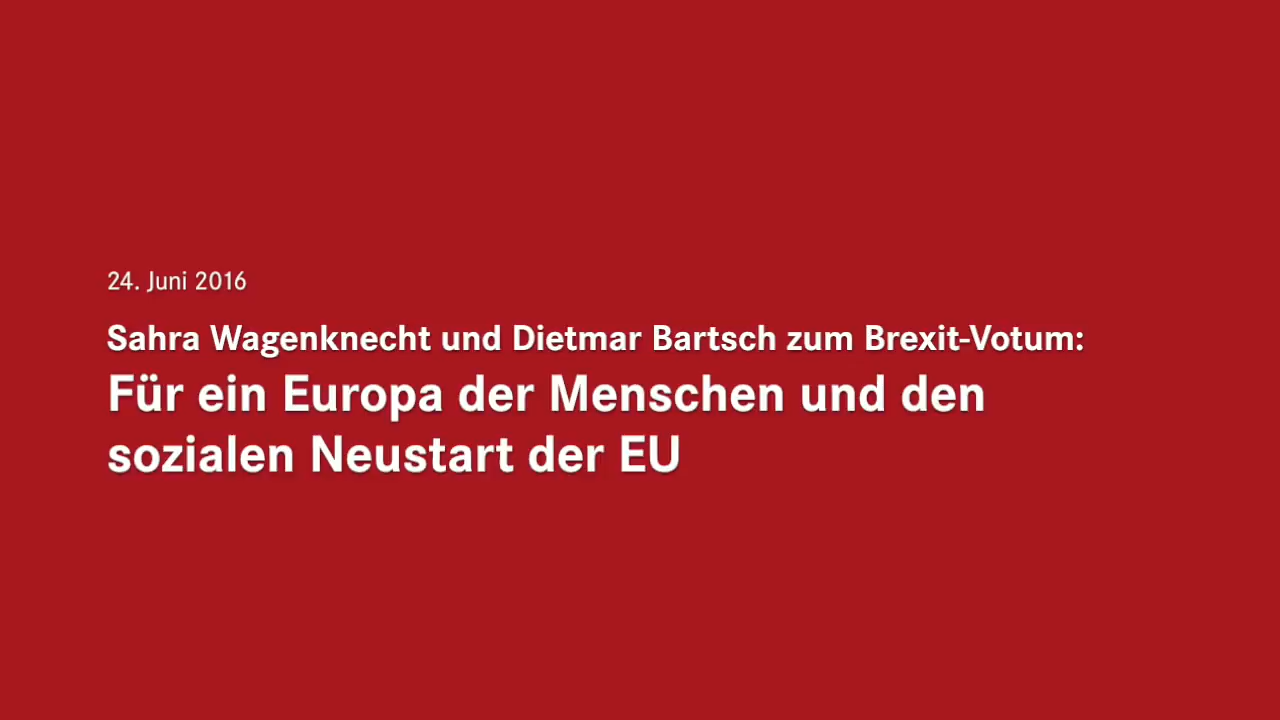 24. Juni 2016
Sahra Wagenknecht und Dietmar Bartsch zum Brexit-Votum:
Für ein Europa der Menschen und den
sozialen Neustart der EU